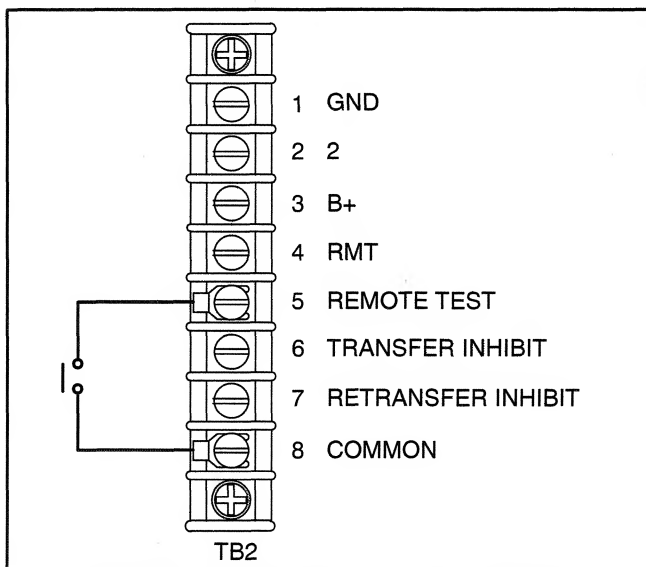 1 GND
2 2
3 B+
4 RMT
5 REMOTE TEST
6 TRANSFER INHIBIT
7 RETRANSFER INHIBIT
8 COMMON
TB2